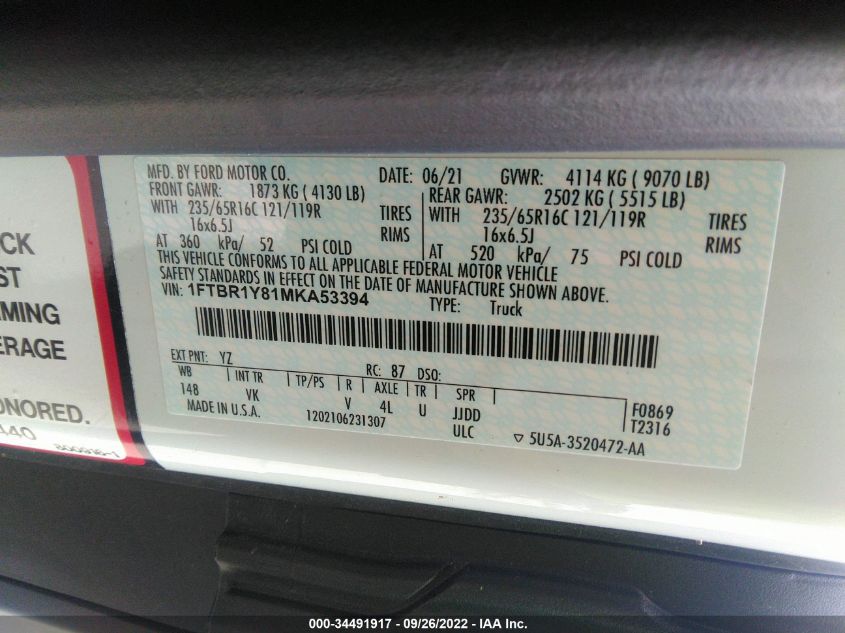 MFD. BY FORD MOTOR CO. DATE: 06/21 GVWR: 4114 KG ( 9070 LB)
FRONT GAWR: 1873 KG ( 4130 LB) REAR GAWR: 2502 KG ( 5515 LB)
WITH 235/65R16C 121/119R TIRES WITH 235/65R16C 121/119R TIRES
16x6.5J RIMS 16x6.5J RIMS
AT 360 kPa/ 52 PSI COLD AT 520 kPa/ 75 PSI COLD
THIS VEHICLE CONFORMS TO ALL APPLICABLE FEDERAL MOTOR VEHICLE
SAFETY STANDARDS IN EFFECT ON THE DATE OF MANUFACTURE SHOWN ABOVE.
VIN: 1FTBR1Y81MKA53394 TYPE: Truck
EXT PNT: YZ RC: 87 DSO:
WB INT TR TP/PS R AXLE TR SPR
148 VK V 4L U JJDD F0869
MADE IN U.S.A. 1202106231307 ULC T2316
5U5A-3520472-AA
CK
ST
MING
ERAGE
ONORED.
A40
800918-1
000-34491917 - 09/26/2022 - IAA Inc.